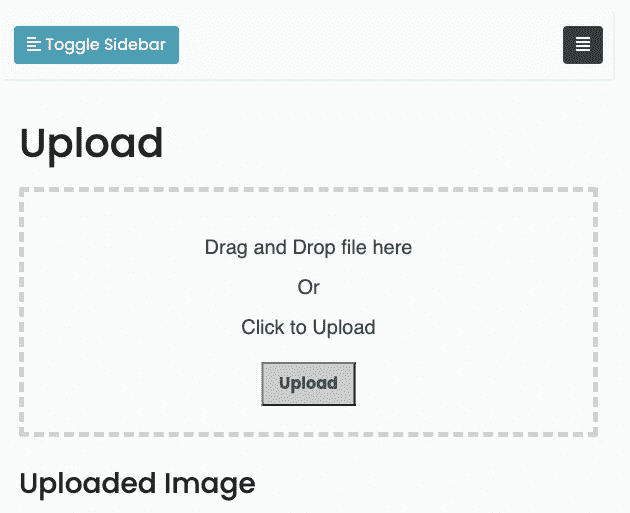 Toggle Sidebar
Upload
Drag and Drop file here
Or
Click to Upload
Upload
Uploaded Image